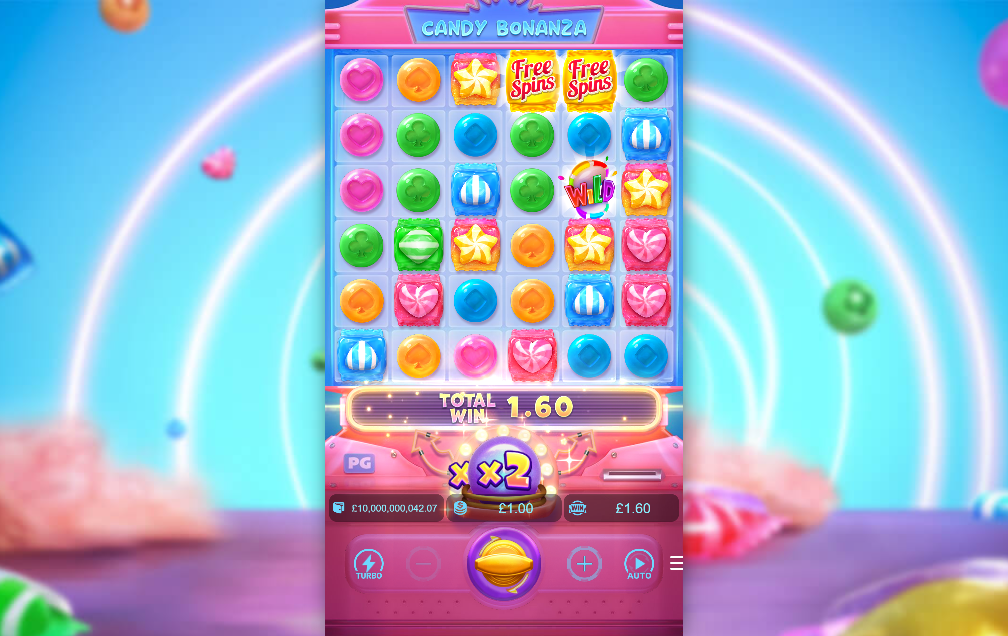 CANDY BONANZA
Free Spins
Free Spins
WILD
TOTAL WIN 1.60
PG
x x2
£10,000,000,042.07
£1.00
WIN
£1.60
TURBO
AUTO